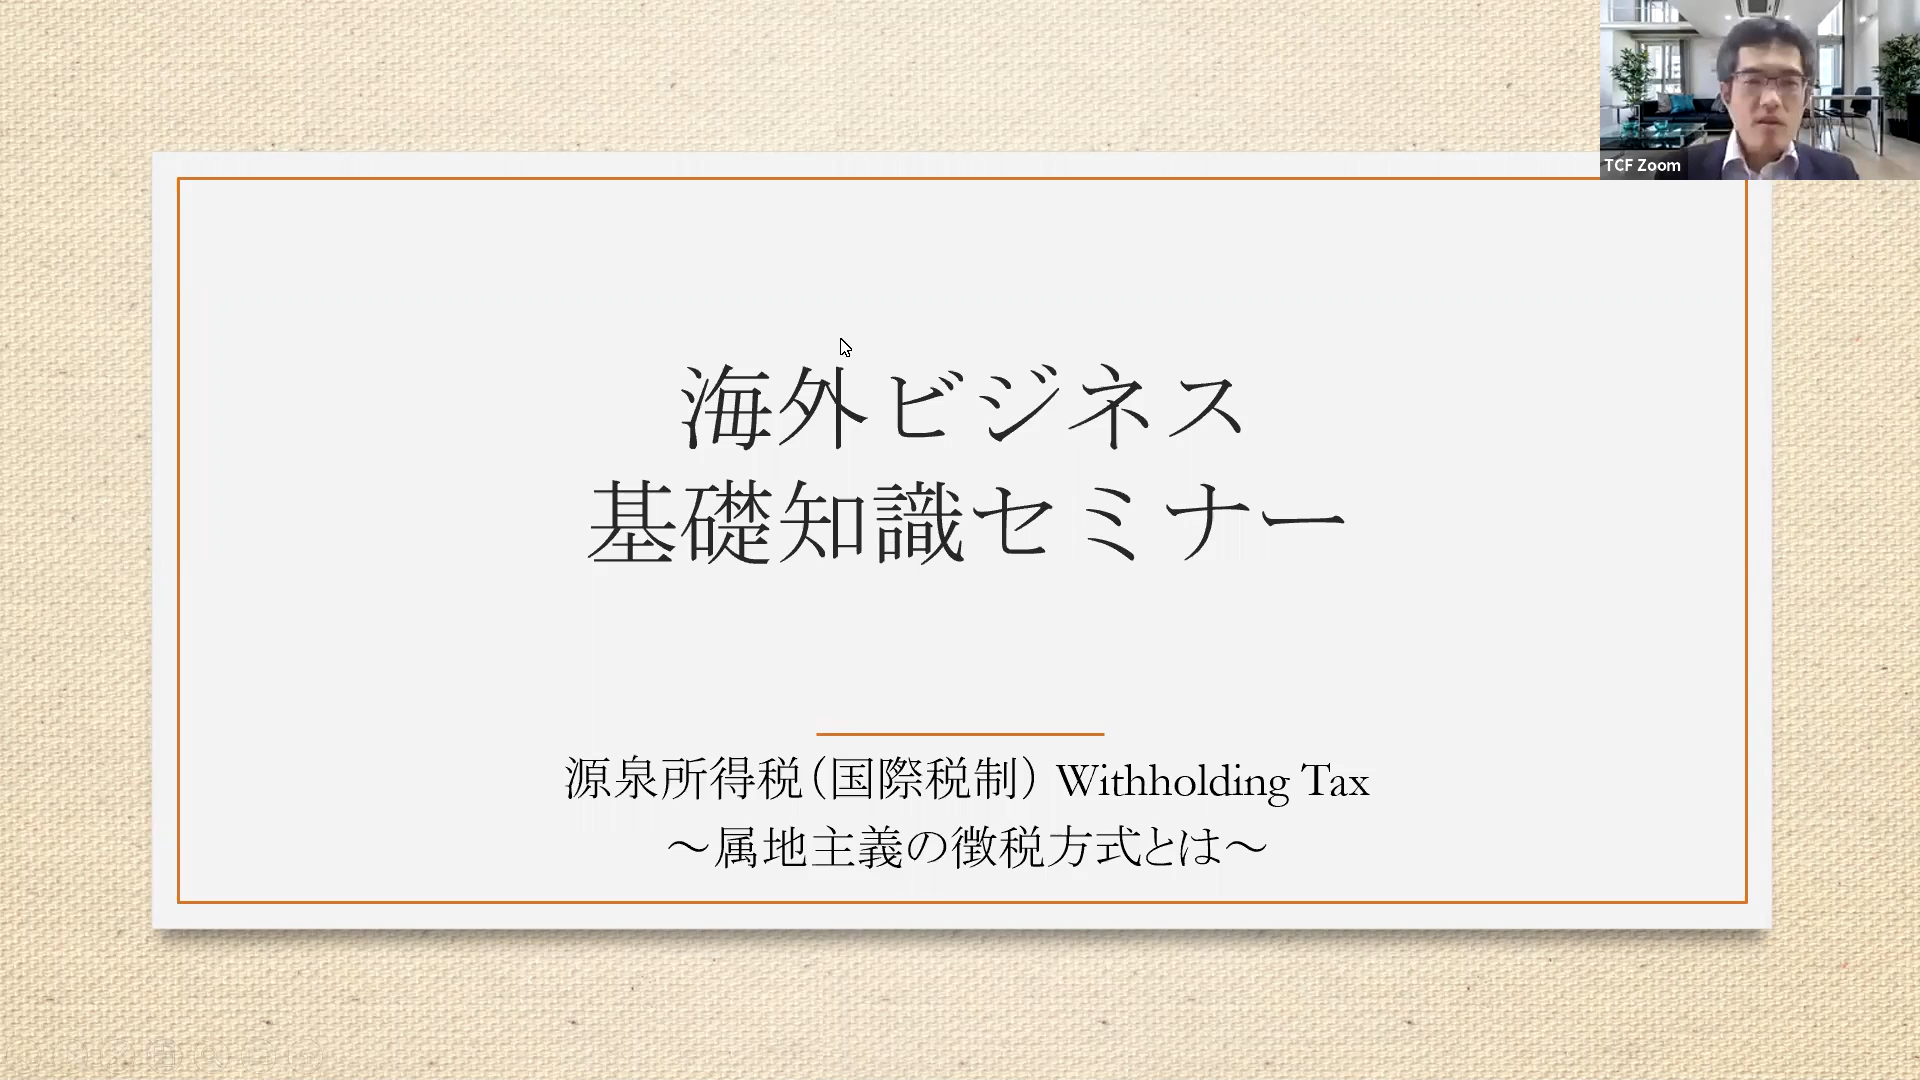 TCF Zoom
海外ビジネス
基礎知識セミナー
源泉所得税（国際税制） Withholding Tax
～属地主義の徴税方式とは～